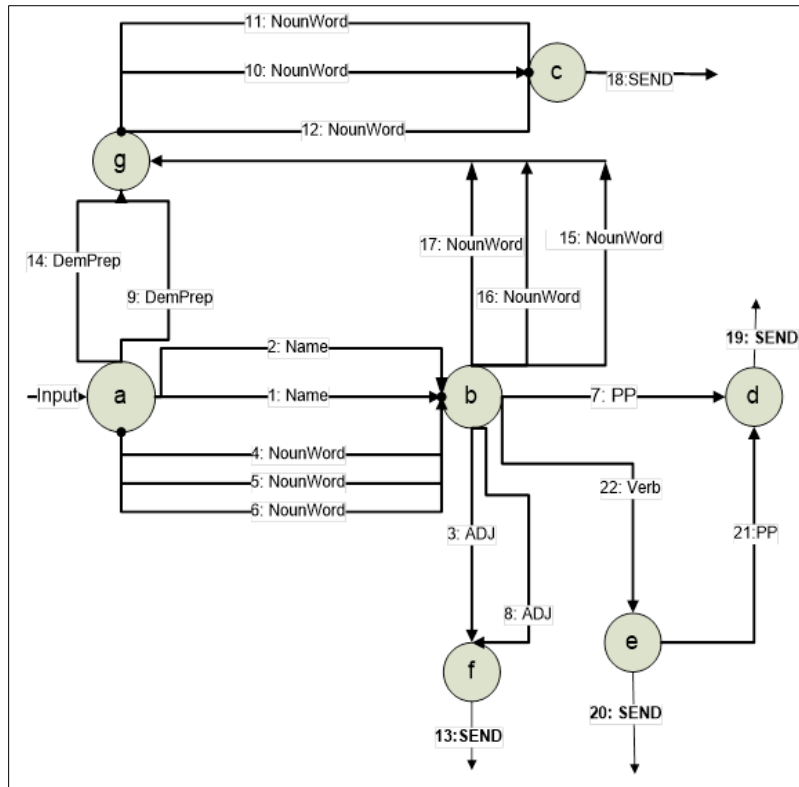 11: NounWord
10: NounWord
c
18:SEND
12: NounWord
g
17: NounWord
15: NounWord
14: DemPrep
9: DemPrep
16: NounWord
19: SEND
2: Name
Input
a
1: Name
b
7: PP
d
4: NounWord
5: NounWord
22: Verb
6: NounWord
3: ADJ
21:PP
8: ADJ
e
f
20: SEND
13:SEND